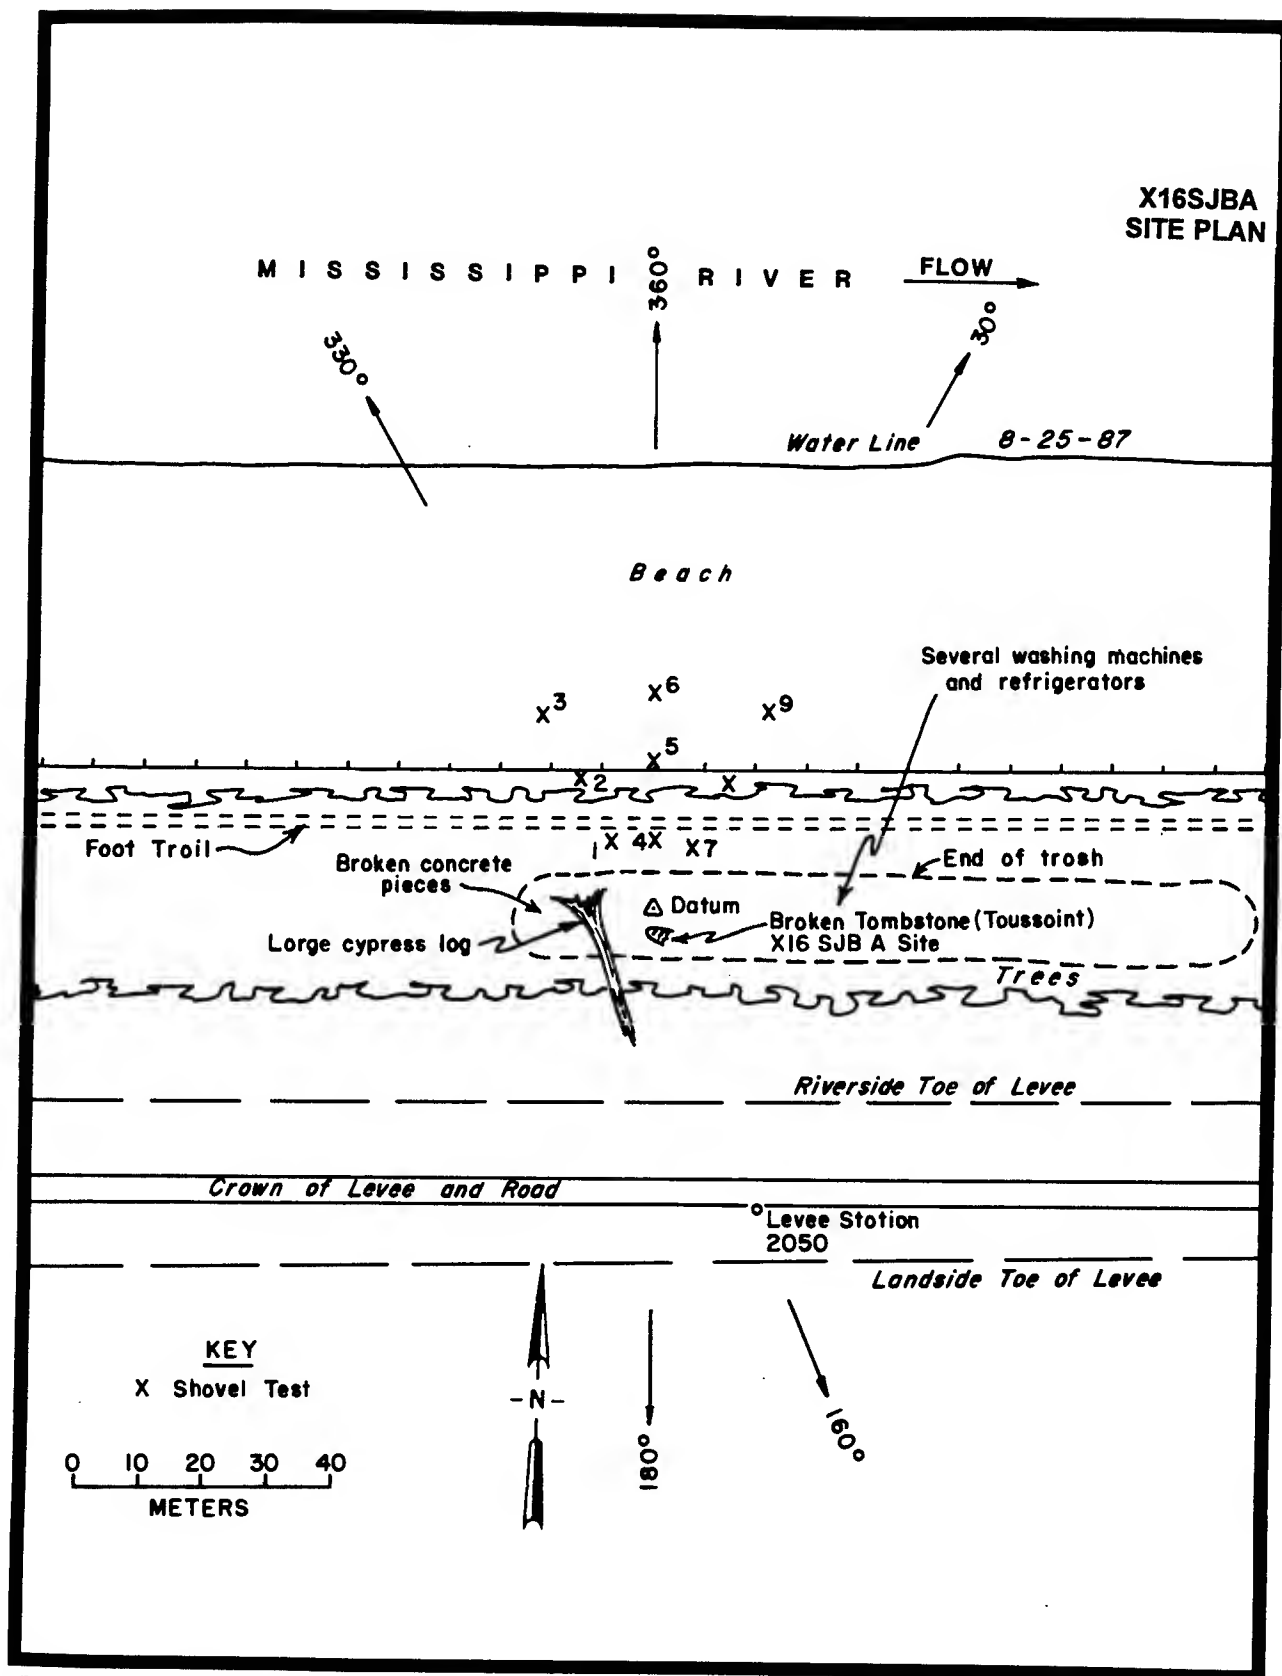 X16SJBA
SITE PLAN
MISSISSIPPI RIVER
FLOW
360°
330°
30°
Water Line 8-25-87
Beach
Several washing machines
and refrigerators
X3
X6
X9
X5
X2
X
Foot Troil
1X 4X X7
Broken concrete
pieces
End of trosh
Datum
Broken Tombstone (Toussoint)
X16 SJB A Site
Lorge cypress log
Trees
Riverside Toe of Levee
Crown of Levee and Road
Levee Station
2050
Landside Toe of Levee
KEY
X Shovel Test
-N-
180°
160°
0 10 20 30 40
METERS